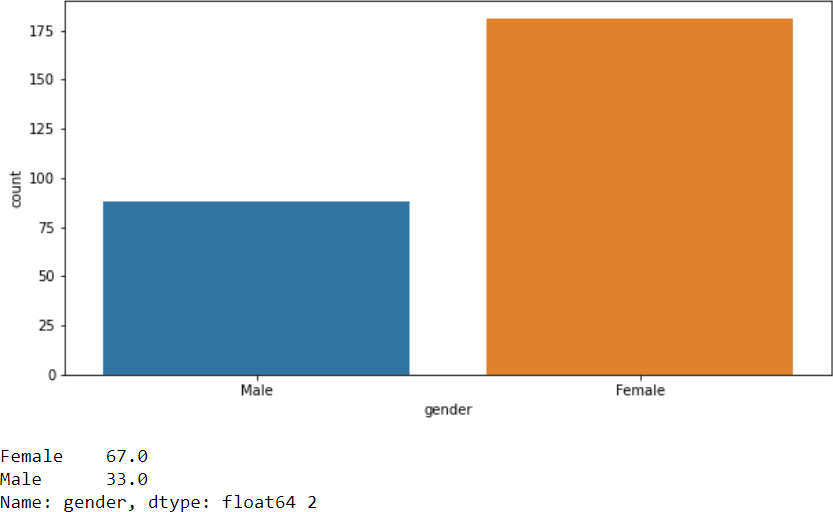 175
150
125
100
75
50
25
0
count
Male Female
gender
Female 67.0
Male 33.0
Name: gender, dtype: float64 2